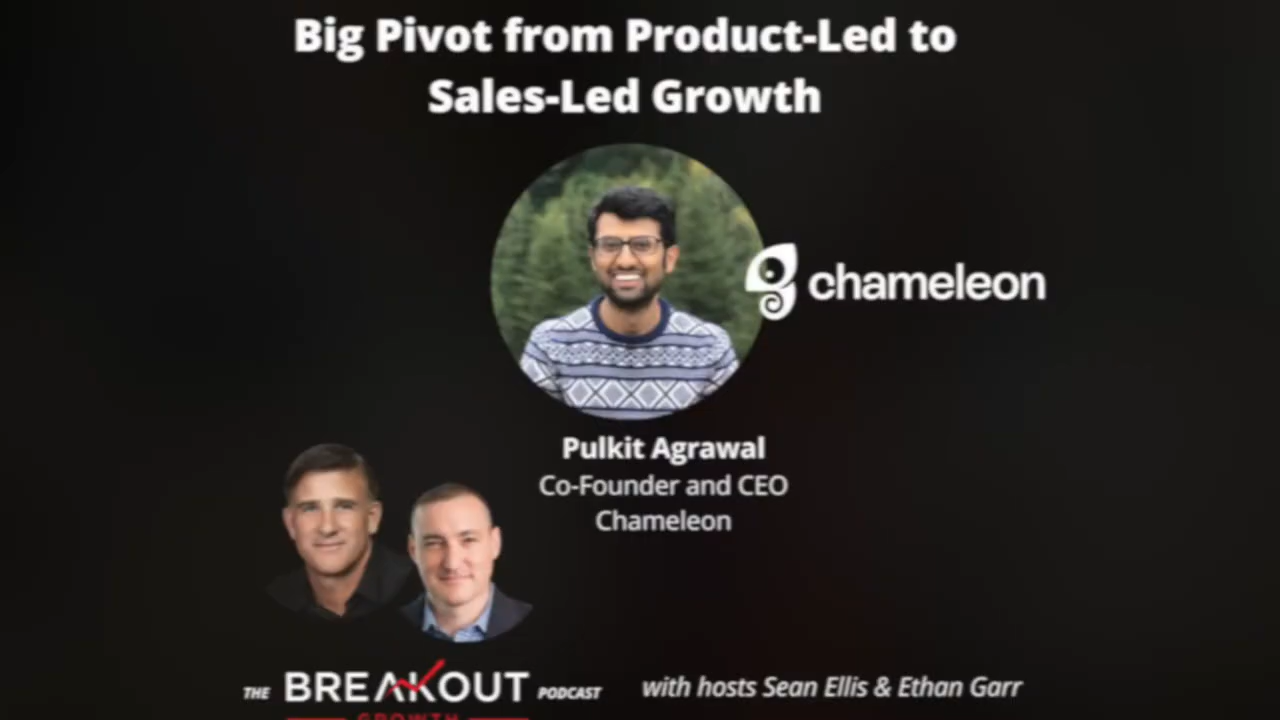 Big Pivot from Product-Led to
Sales-Led Growth
chameleon
Pulkit Agrawal
Co-Founder and CEO
Chameleon
THE BREAKOUT PODCAST
GROWTH
with hosts Sean Ellis & Ethan Garr